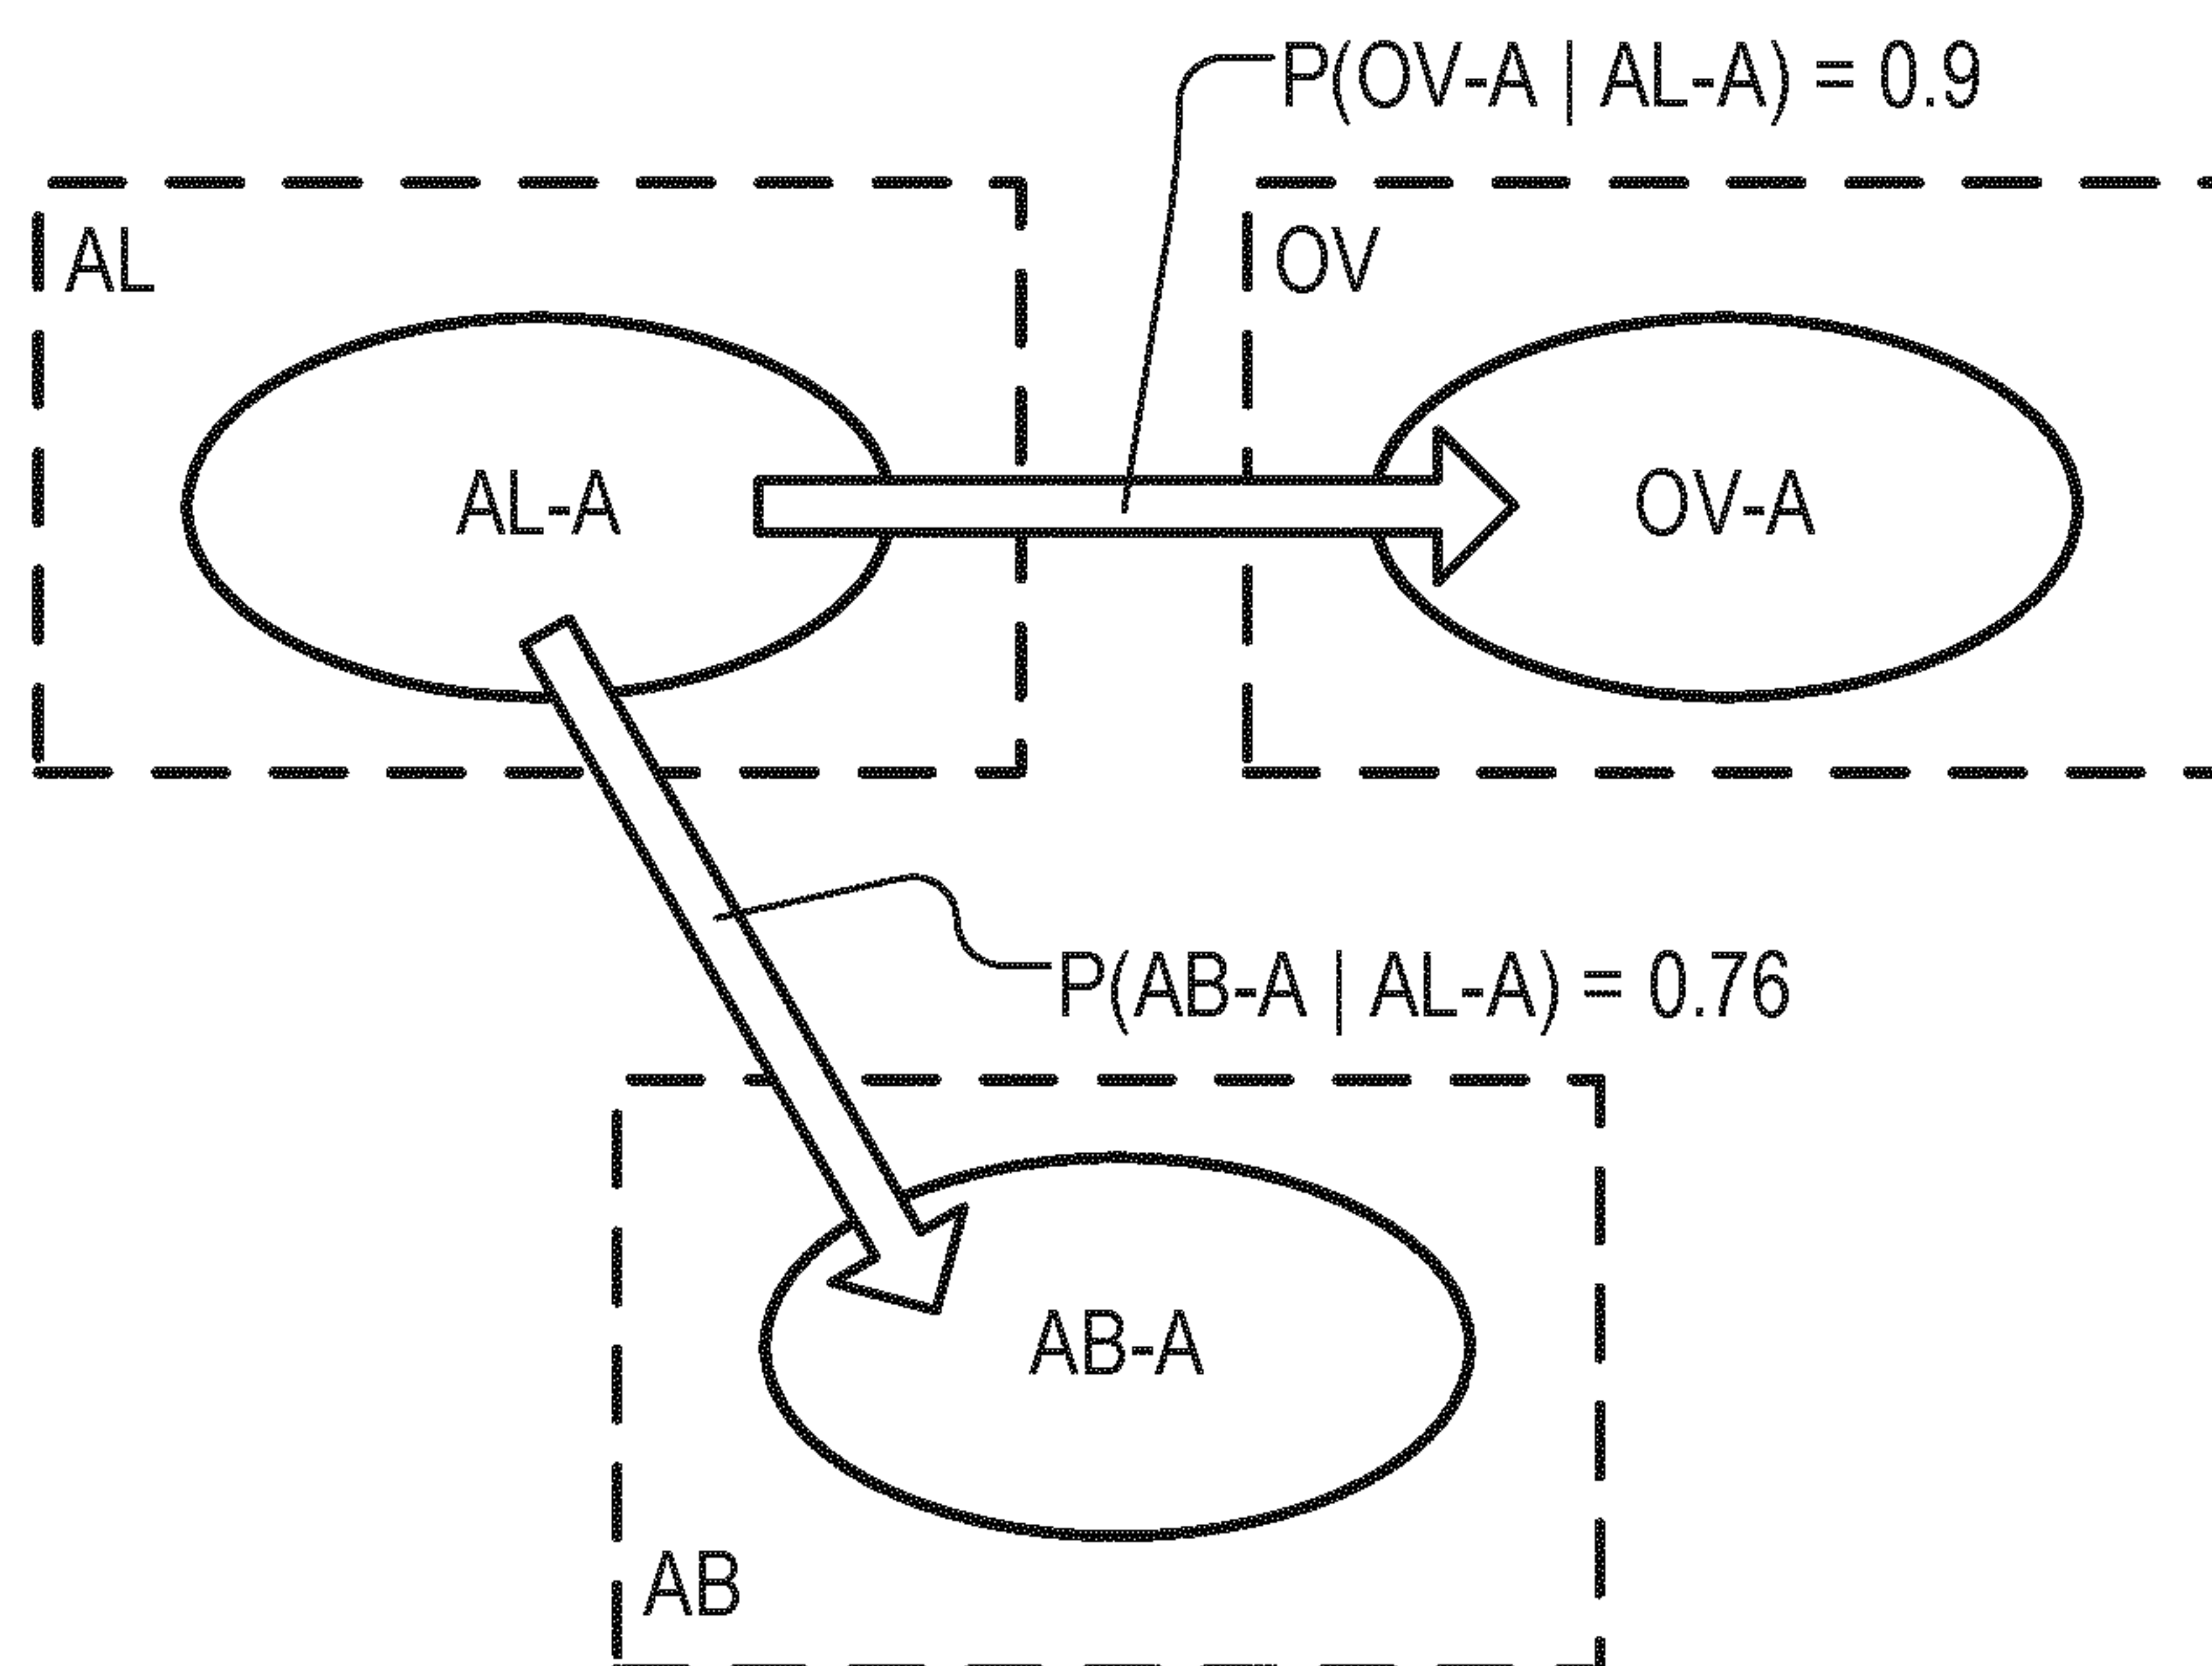 P(OV-A | AL-A) = 0.9
AL
OV
AL-A
OV-A
P(AB-A | AL-A) = 0.76
AB-A
AB